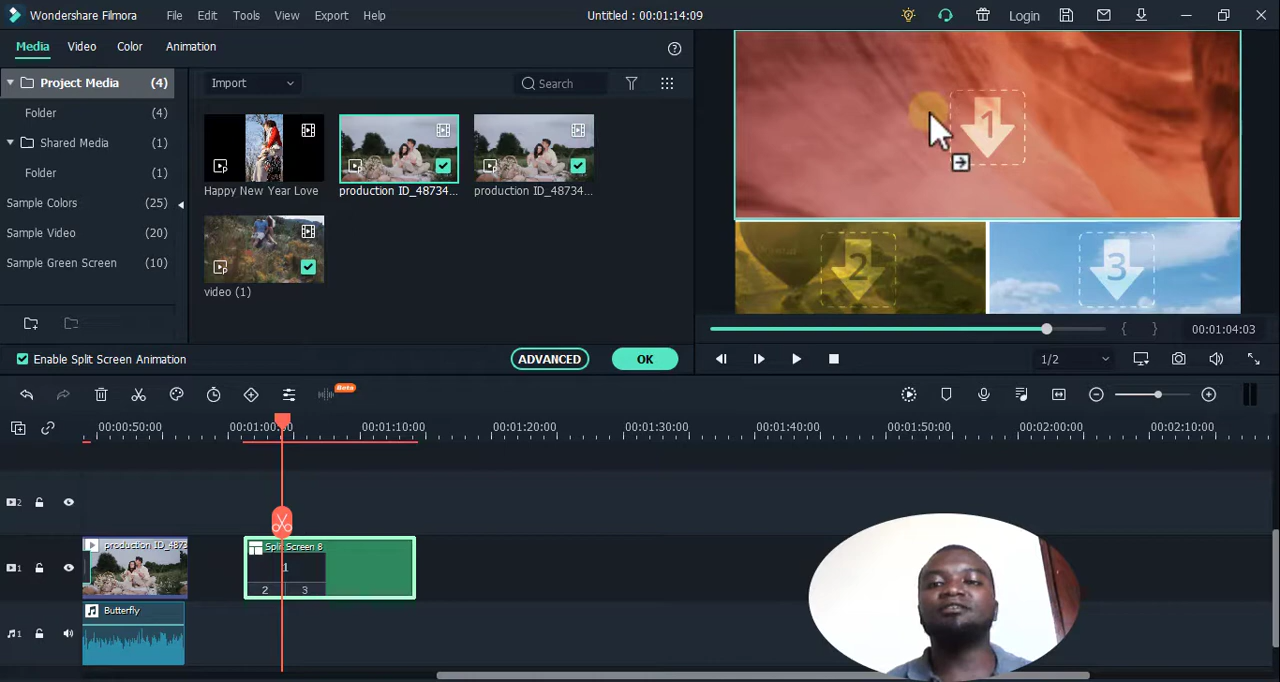 Wondershare Filmora File Edit Tools View Export Help Untitled : 00:01:14:09 Login
Media Video Color Animation
Project Media (4) Import Search
Folder (4)
Shared Media (1)
Folder (1)
Happy New Year Love production ID_48734... production ID_48734...
Sample Colors (25)
Sample Video (20)
Sample Green Screen (10)
video (1)
1
2 3
00:01:04:03
Enable Split Screen Animation ADVANCED OK 1/2
Beta
00:00:50:00 00:01:00:00 00:01:10:00 00:01:20:00 00:01:30:00 00:01:40:00 00:01:50:00 00:02:00:00 00:02:10:00
2
production ID_4873 Split Screen 8
1 1
2 3
Butterfly
1